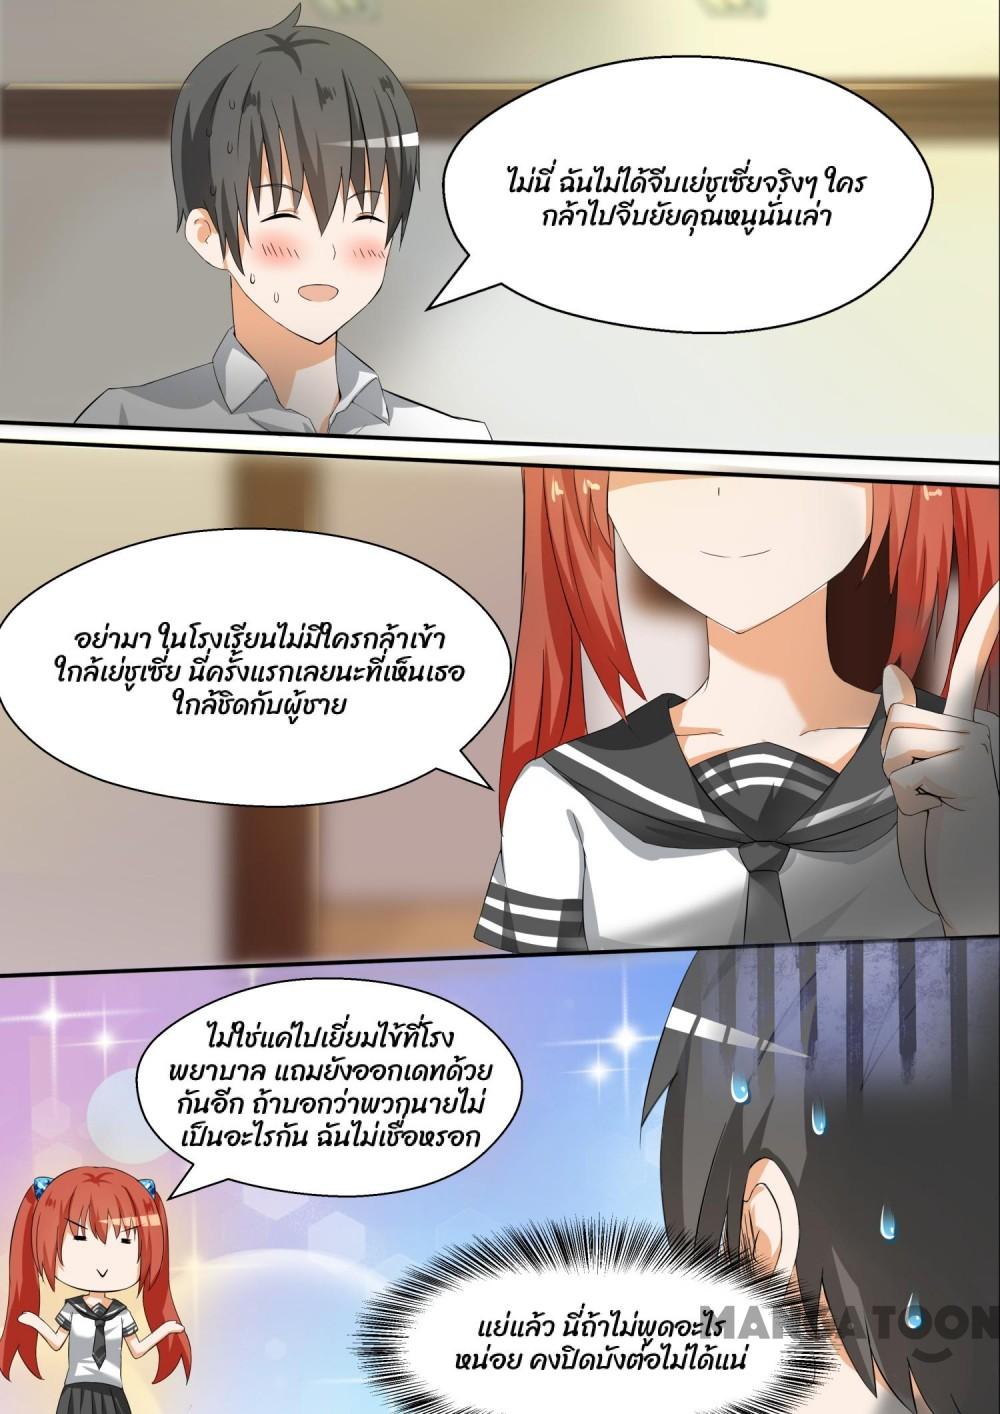 ไม่นี่ ฉันไม่ได้จีบเย่ชูเซี่ยจริงๆ ใคร
กล้าไปจีบยัยคุณหนูนั่นเล่า
อย่ามา ในโรงเรียนไม่มีใครกล้าเข้า
ใกล้เย่ชูเซี่ย นี่ครั้งแรกเลยนะที่เห็นเธอ
ใกล้ชิดกับผู้ชาย
ไม่ใช่แค่ไปเยี่ยมไข้ที่โรง
พยาบาล แถมยังออกเดทด้วย
กันอีก ถ้าบอกว่าพวกนายไม่
เป็นอะไรกัน ฉันไม่เชื่อหรอก
แย่แล้ว นี่ถ้าไม่พูดอะไร
หน่อย คงปิดบังต่อไม่ได้แน่
MANGATOON